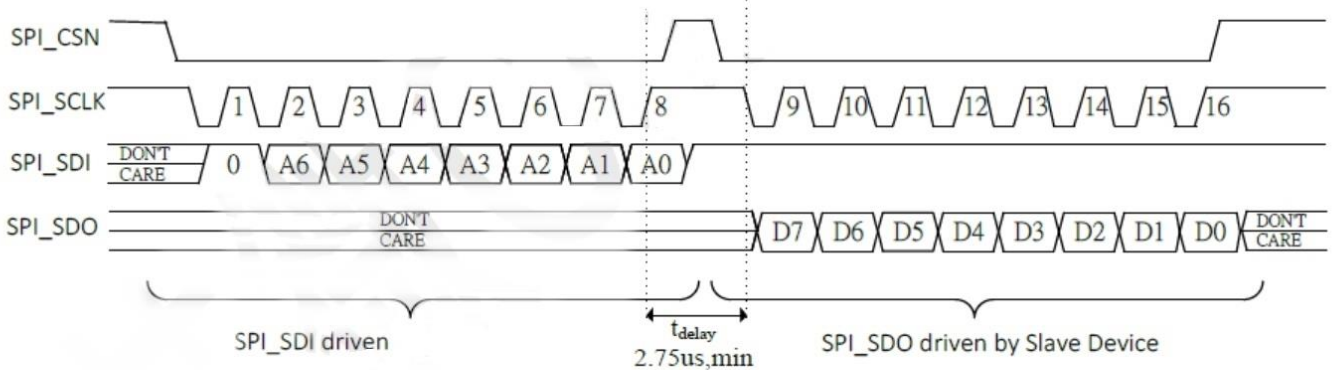 SPI_CSN
SPI_SCLK 1 2 3 4 5 6 7 8 9 10 11 12 13 14 15 16
SPI_SDI DON'T CARE 0 A6 A5 A4 A3 A2 A1 A0
SPI_SDO DON'T CARE D7 D6 D5 D4 D3 D2 D1 D0 DON'T CARE
SPI_SDI driven
tdelay
2.75us,min
SPI_SDO driven by Slave Device